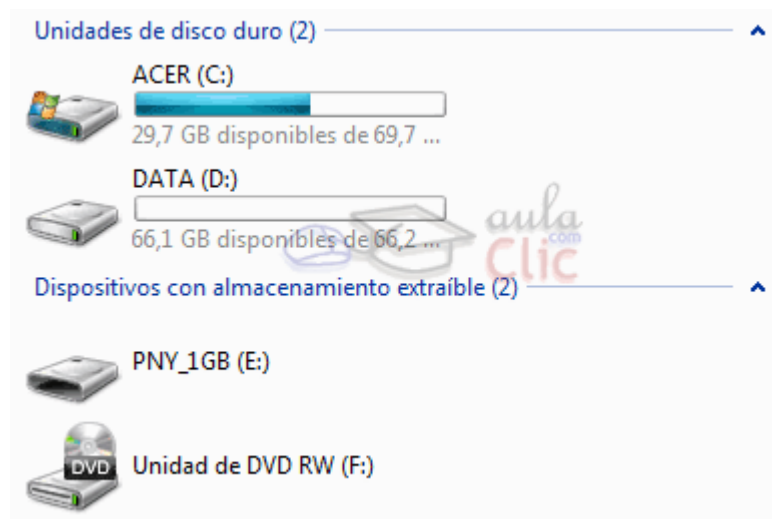 Unidades de disco duro (2)
ACER (C:)
29,7 GB disponibles de 69,7 ...
DATA (D:)
66,1 GB disponibles de 66,2 ...
aula
.com
Clic
Dispositivos con almacenamiento extraíble (2)
PNY_1GB (E:)
DVD
Unidad de DVD RW (F:)